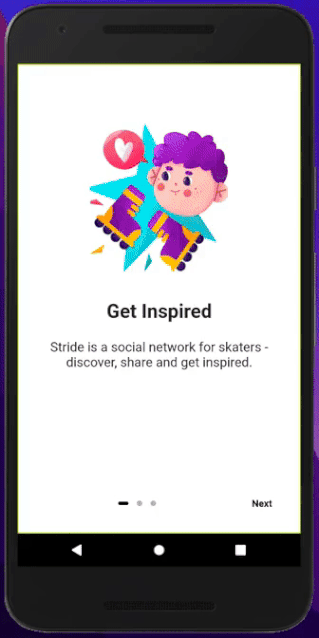 Get Inspired
Stride is a social network for skaters -
discover, share and get inspired.
Next